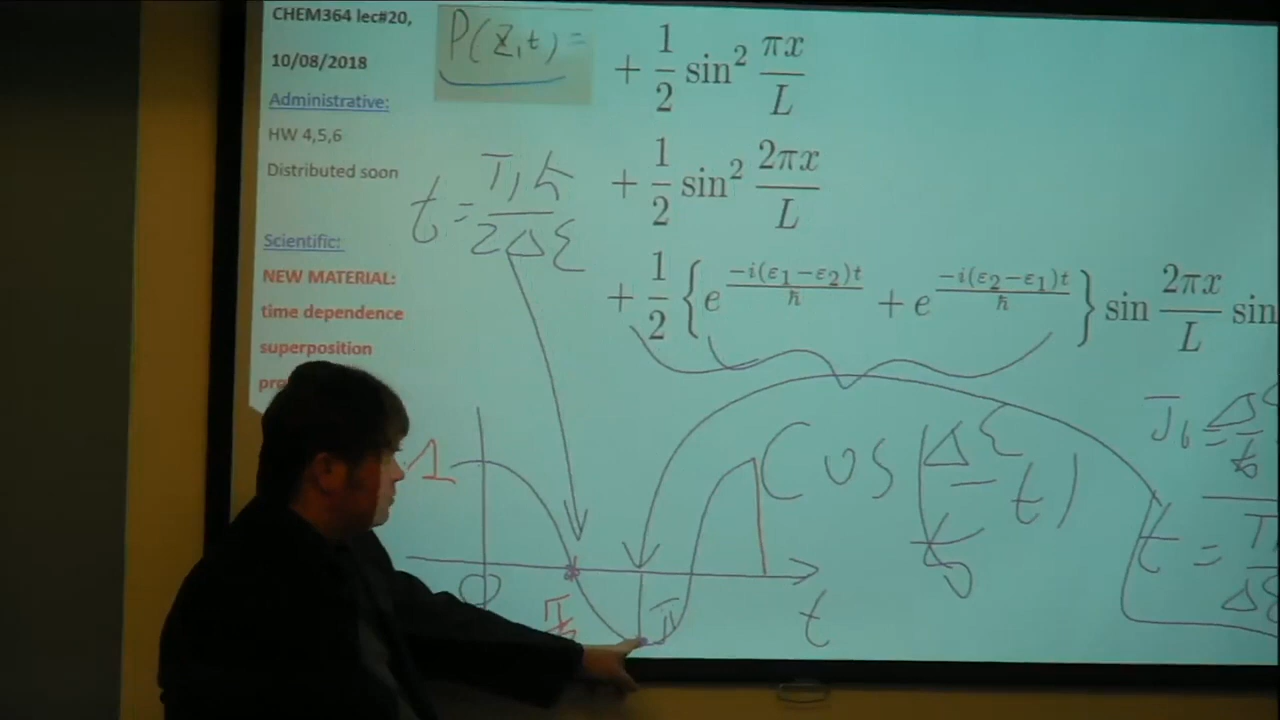 CHEM364 lec#20,
10/08/2018
Administrative:
HW 4,5,6
Distributed soon
Scientific:
NEW MATERIAL:
time dependence
superposition
P(x,t) =
+ 1/2 sin² πx/L
+ 1/2 sin² 2πx/L
+ 1/2 { e^(-i(ε₁-ε₂)t/ħ) + e^(-i(ε₂-ε₁)t/ħ) } sin 2πx/L sin
t = πħ/2Δε
1
cos(Δε/ħ t)
0
π
t
t =